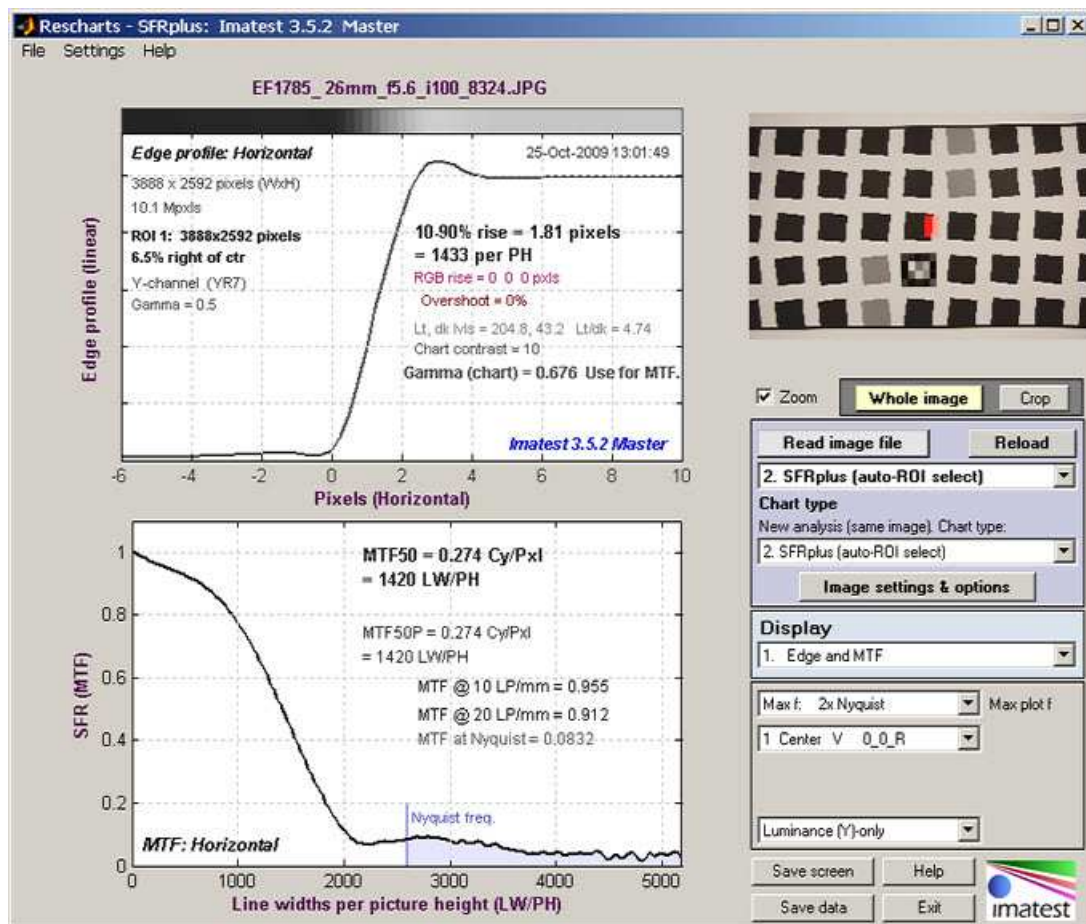 Rescharts - SFRplus: Imatest 3.5.2 Master
File Settings Help
EF1785_ 26mm_f5.6_i100_8324.JPG
Edge profile: Horizontal
25-Oct-2009 13:01:49
3888 x 2592 pixels (WxH)
10.1 Mpxls
ROI 1: 3888x2592 pixels
6.5% right of ctr
Y-channel (YR7)
Gamma = 0.5
10-90% rise = 1.81 pixels
= 1433 per PH
RGB rise = 0 0 0 pxls
Overshoot = 0%
Lt, dk lvls = 204.8, 43.2 Lt/dk = 4.74
Chart contrast = 10
Gamma (chart) = 0.676 Use for MTF.
Imatest 3.5.2 Master
Edge profile (linear)
-6 -4 -2 0 2 4 6 8 10
Pixels (Horizontal)
MTF50 = 0.274 Cy/Pxl
= 1420 LW/PH
MTF50P = 0.274 Cy/Pxl
= 1420 LW/PH
MTF @ 10 LP/mm = 0.955
MTF @ 20 LP/mm = 0.912
MTF at Nyquist = 0.0832
Nyquist freq.
MTF: Horizontal
SFR (MTF)
1
0.8
0.6
0.4
0.2
0
0 1000 2000 3000 4000 5000
Line widths per picture height (LW/PH)
Zoom
Whole image
Crop
Read image file
Reload
2. SFRplus (auto-ROI select)
Chart type
New analysis (same image). Chart type:
2. SFRplus (auto-ROI select)
Image settings & options
Display
1. Edge and MTF
Max f: 2x Nyquist
Max plot f
1 Center V 0_0_R
Luminance (Y)-only
Save screen
Help
Save data
Exit
imatest